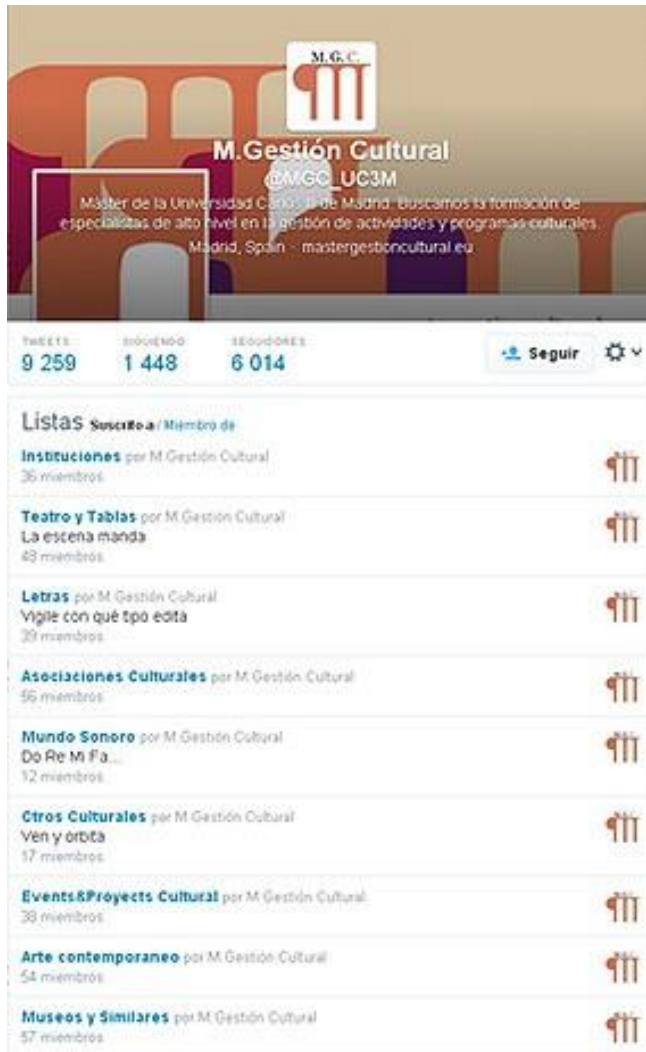 M.G.C.
M.Gestión Cultural
@MGC_UC3M
Máster de la Universidad Carlos III de Madrid. Buscamos la formación de
especialistas de alto nivel en la gestión de actividades y programas culturales.
Madrid, Spain · mastergestioncultural.eu
TWEETS SIGUIENDO SEGUIDORES
9 259 1 448 6 014 Seguir
Listas Suscrito a / Miembro de
Instituciones por M.Gestión Cultural
36 miembros
Teatro y Tablas por M.Gestión Cultural
La escena manda
48 miembros
Letras por M.Gestión Cultural
Vigile con qué tipo edita
39 miembros
Asociaciones Culturales por M.Gestión Cultural
56 miembros
Mundo Sonoro por M.Gestión Cultural
Do Re Mi Fa...
12 miembros
Ctros Culturales por M.Gestión Cultural
Ven y órbita
17 miembros
Events&Proyects Cultural por M.Gestión Cultural
38 miembros
Arte contemporaneo por M.Gestión Cultural
54 miembros
Museos y Similares por M.Gestión Cultural
57 miembros